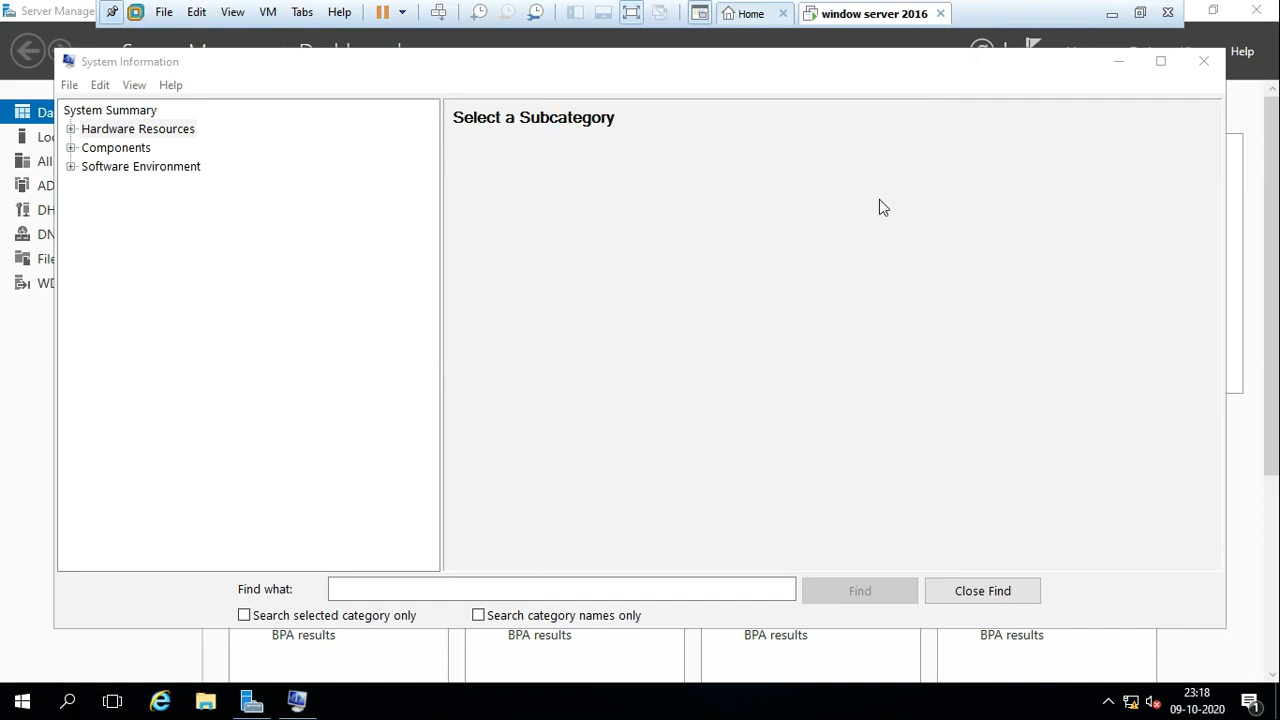 Server Manage
File Edit View VM Tabs Help
Home
window server 2016
Help
System Information
File Edit View Help
System Summary
Hardware Resources
Components
Software Environment
Select a Subcategory
Da
Loc
All
AD
DH
DN
File
WD
Find what:
Find
Close Find
Search selected category only
Search category names only
BPA results
BPA results
BPA results
BPA results
23:18
09-10-2020
1